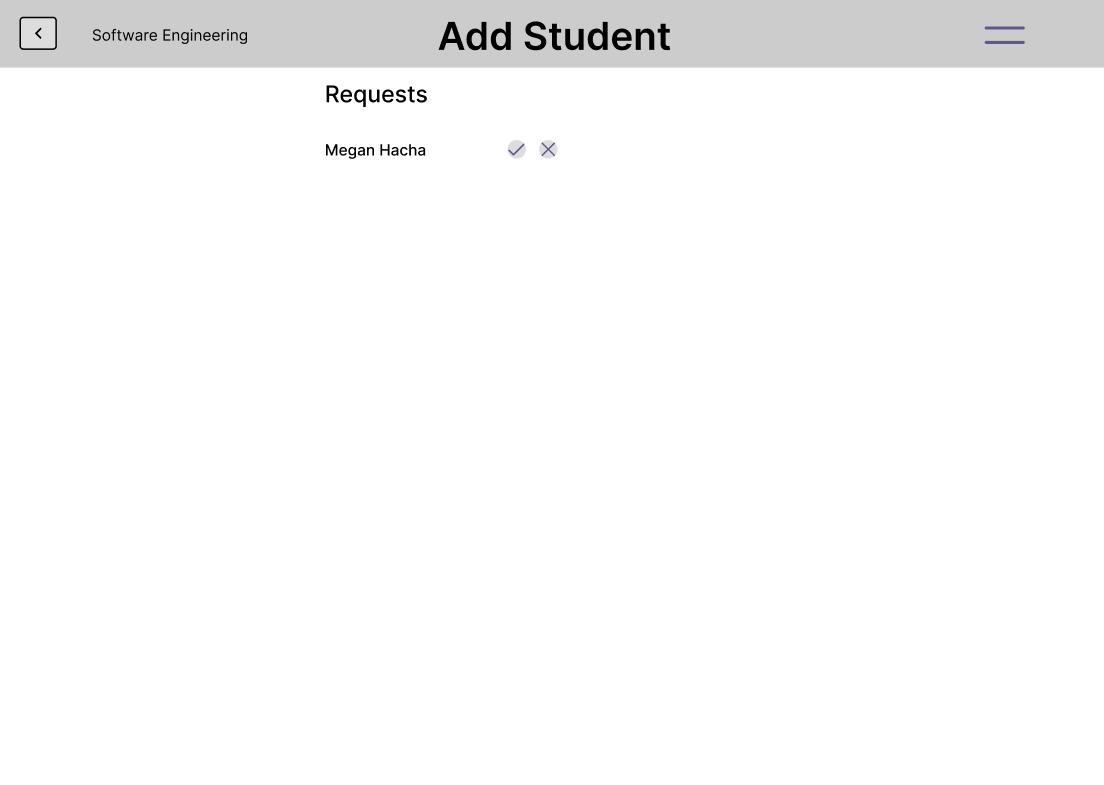 Software Engineering
Add Student
Requests
Megan Hacha